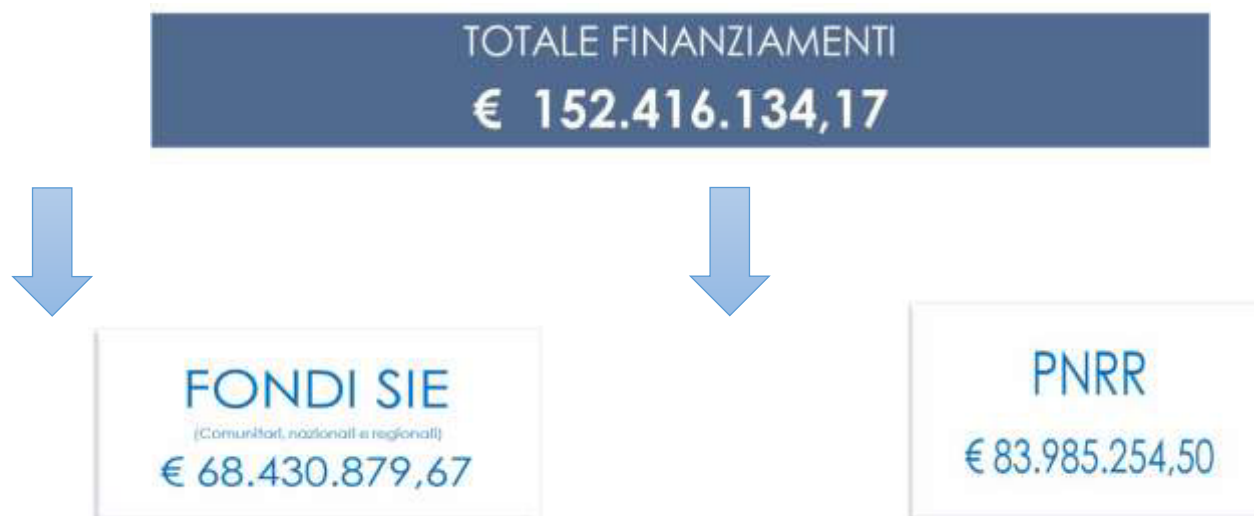 TOTALE FINANZIAMENTI
€ 152.416.134,17
FONDI SIE
(Comunitari, nazionali e regionali)
€ 68.430.879,67
PNRR
€ 83.985.254,50